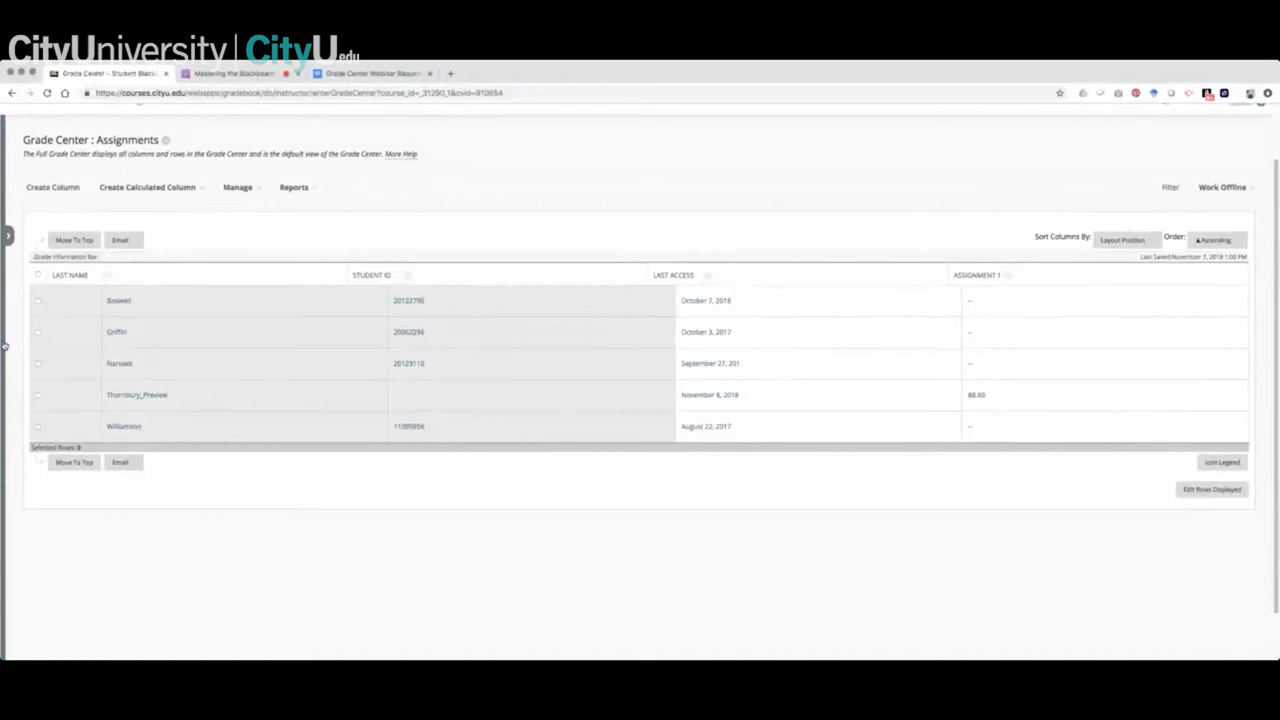 CityUniversity | CityU.edu
Grade Center – Student Blackb
Mastering the Blackboard
Grade Center Webinar Reques
https://courses.cityu.edu/webapps/gradebook/do/instructor/enterGradeCenter?course_id=_31290_1&cvid=910854
Grade Center : Assignments
The Full Grade Center displays all columns and rows in the Grade Center and is the default view of the Grade Center. More Help
Create Column Create Calculated Column Manage Reports Filter Work Offline
Move To Top Email Sort Columns By: Layout Position Order: ▲Ascending
Grade Information Bar Last Saved:November 7, 2018 1:00 PM
LAST NAME STUDENT ID LAST ACCESS ASSIGNMENT 1
Boswell 20122790 October 7, 2018 --
Griffin 20062256 October 3, 2017 --
Narvaez 20123110 September 27, 201 --
Thornbury_Preview November 8, 2018 88.69
Williamson 11095956 August 22, 2017 --
Selected Rows: 0
Move To Top Email Icon Legend
Edit Rows Displayed